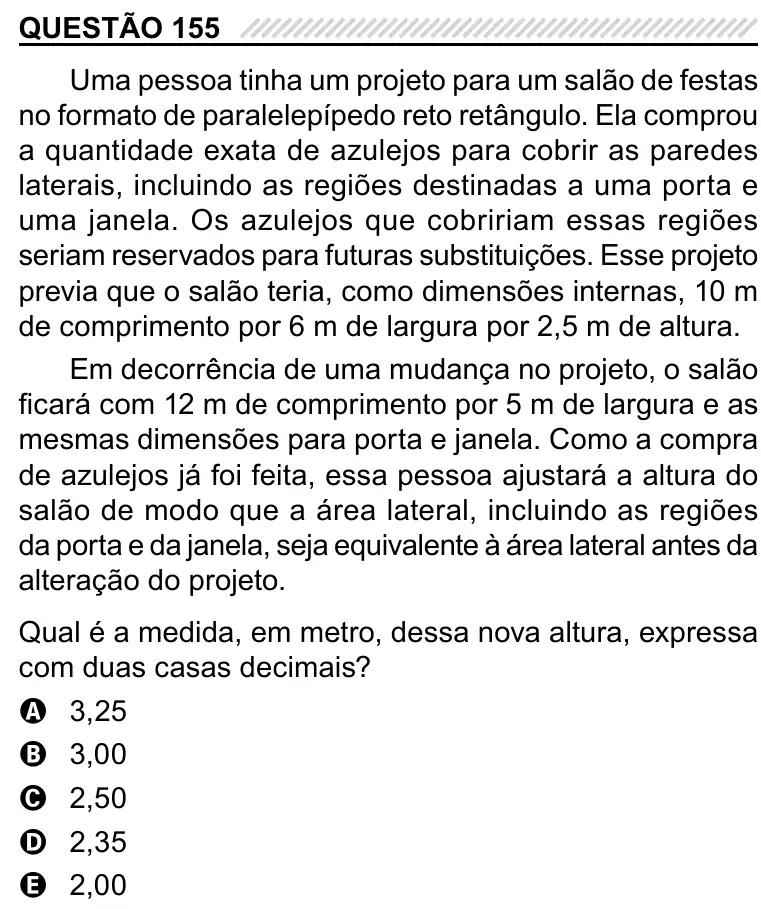 QUESTÃO 155
Uma pessoa tinha um projeto para um salão de festas
no formato de paralelepípedo reto retângulo. Ela comprou
a quantidade exata de azulejos para cobrir as paredes
laterais, incluindo as regiões destinadas a uma porta e
uma janela. Os azulejos que cobririam essas regiões
seriam reservados para futuras substituições. Esse projeto
previa que o salão teria, como dimensões internas, 10 m
de comprimento por 6 m de largura por 2,5 m de altura.
Em decorrência de uma mudança no projeto, o salão
ficará com 12 m de comprimento por 5 m de largura e as
mesmas dimensões para porta e janela. Como a compra
de azulejos já foi feita, essa pessoa ajustará a altura do
salão de modo que a área lateral, incluindo as regiões
da porta e da janela, seja equivalente à área lateral antes da
alteração do projeto.
Qual é a medida, em metro, dessa nova altura, expressa
com duas casas decimais?
A 3,25
B 3,00
C 2,50
D 2,35
E 2,00